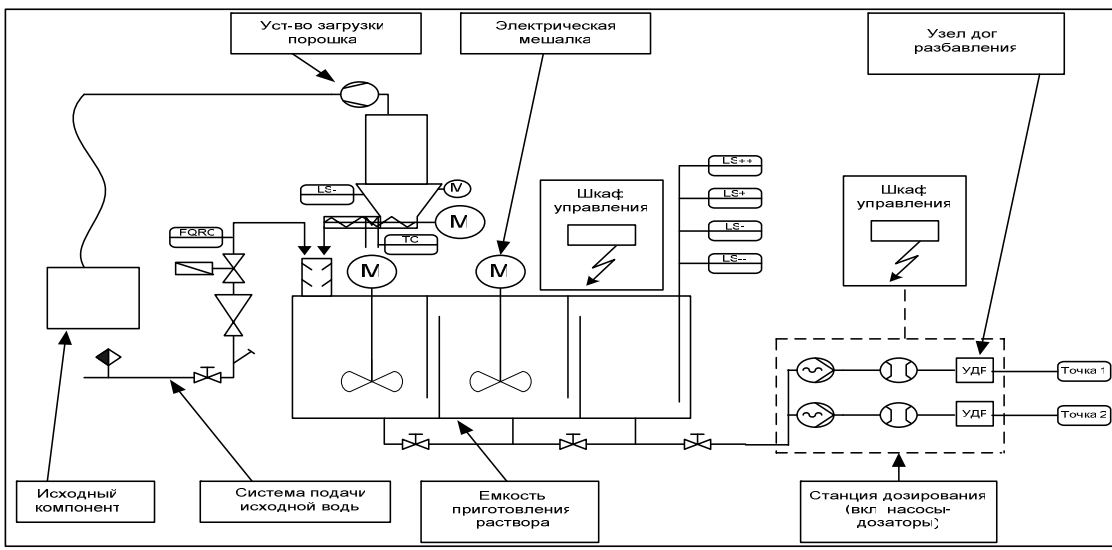 Уст-во загрузки
порошка
Электрическая
мешалка
Узел дог
разбавления
LS++
LS+
LS-
LS--
LS-
M
M
TC
FQRC
M
M
Шкаф
управления
Шкаф
управления
УДР
Точка 1
УДР
Точка 2
Исходный
компонент
Система подачи
исходной водь
Емкость
приготовления
раствора
Станция дозирования
(вкл насосы-
дозаторы)